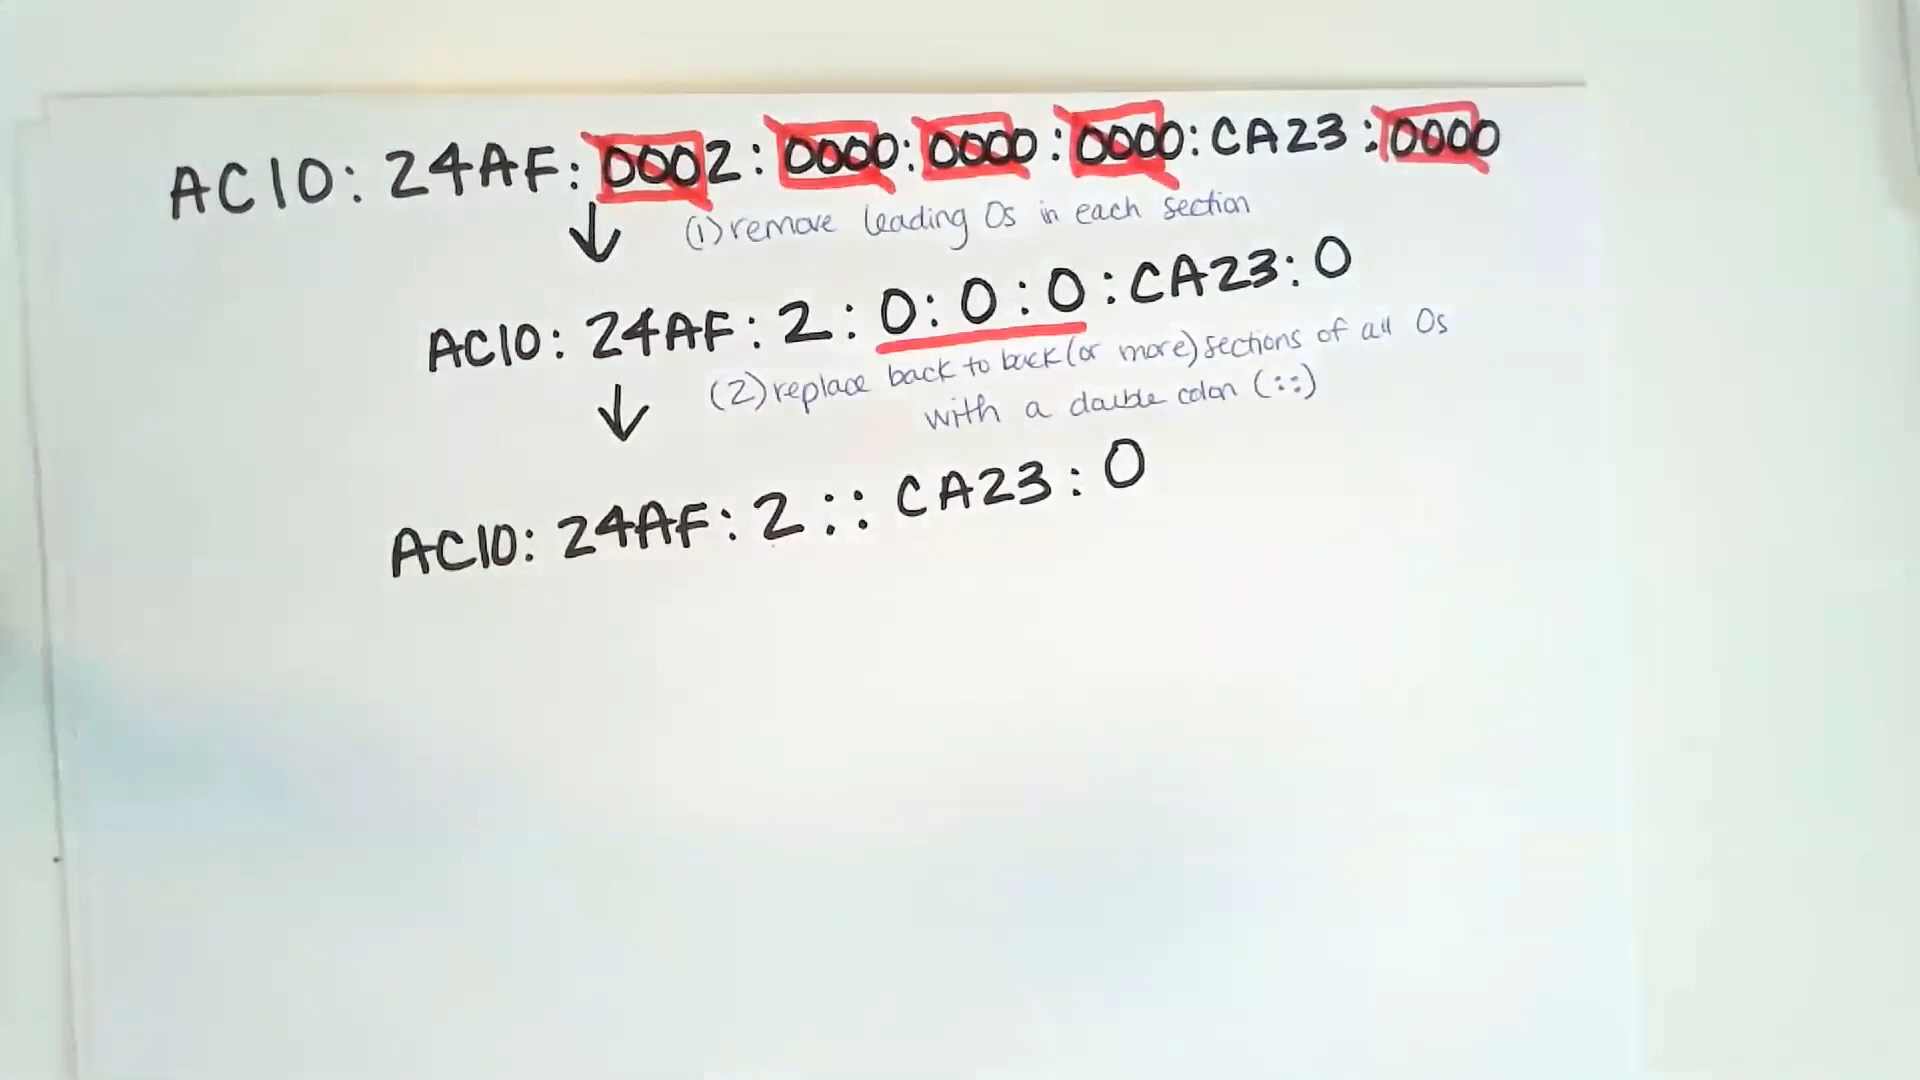 AC10: 24AF: 0002: 0000: 0000: 0000: CA23: 0000
(1) remove leading 0s in each section
AC10: 24AF: 2: 0: 0: 0: CA23: 0
(2) replace back to back (or more) sections of all 0s
with a double colon (::)
AC10: 24AF: 2:: CA23: 0